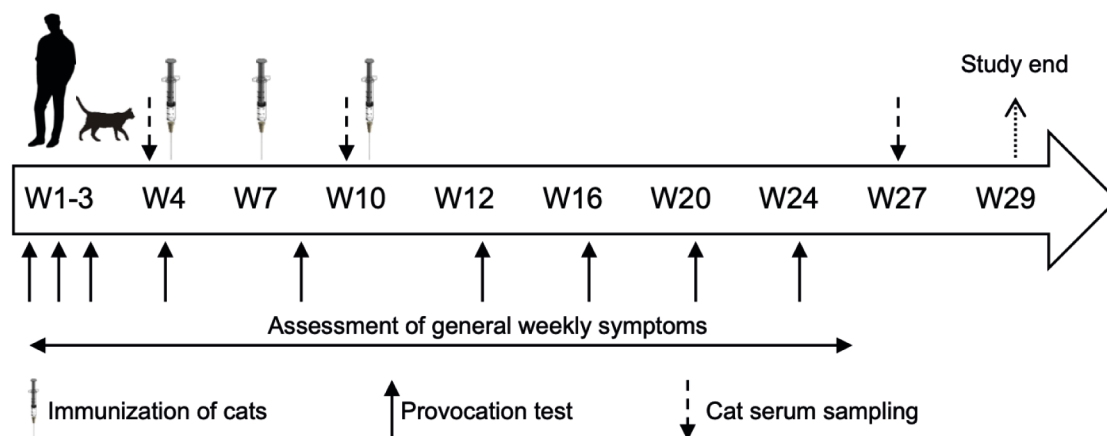 Study end
W1-3 W4 W7 W10 W12 W16 W20 W24 W27 W29
Assessment of general weekly symptoms
Immunization of cats Provocation test Cat serum sampling